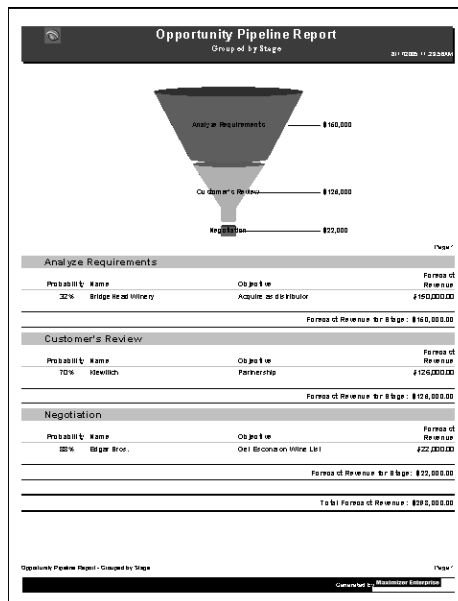 Opportunity Pipeline Report
Grouped by Stage
Analyze Requirements $150,000
Customer's Review $126,000
Negotiation $22,000
Page 1
Analyze Requirements
Forecast
Probability Name Objective Revenue
32% Bridge Head Winery Acquire as distributor $150,000.00
Forecast Revenue for Stage: $150,000.00
Customer's Review
Forecast
Probability Name Objective Revenue
70% Partnership $126,000.00
Forecast Revenue for Stage: $126,000.00
Negotiation
Forecast
Probability Name Objective Revenue
88% Edgar Bros. Get Escona on Wine List $22,000.00
Forecast Revenue for Stage: $22,000.00
Total Forecast Revenue: $298,000.00
Opportunity Pipeline Report - Grouped by Stage Page 1
Generated by Maximizer Enterprise